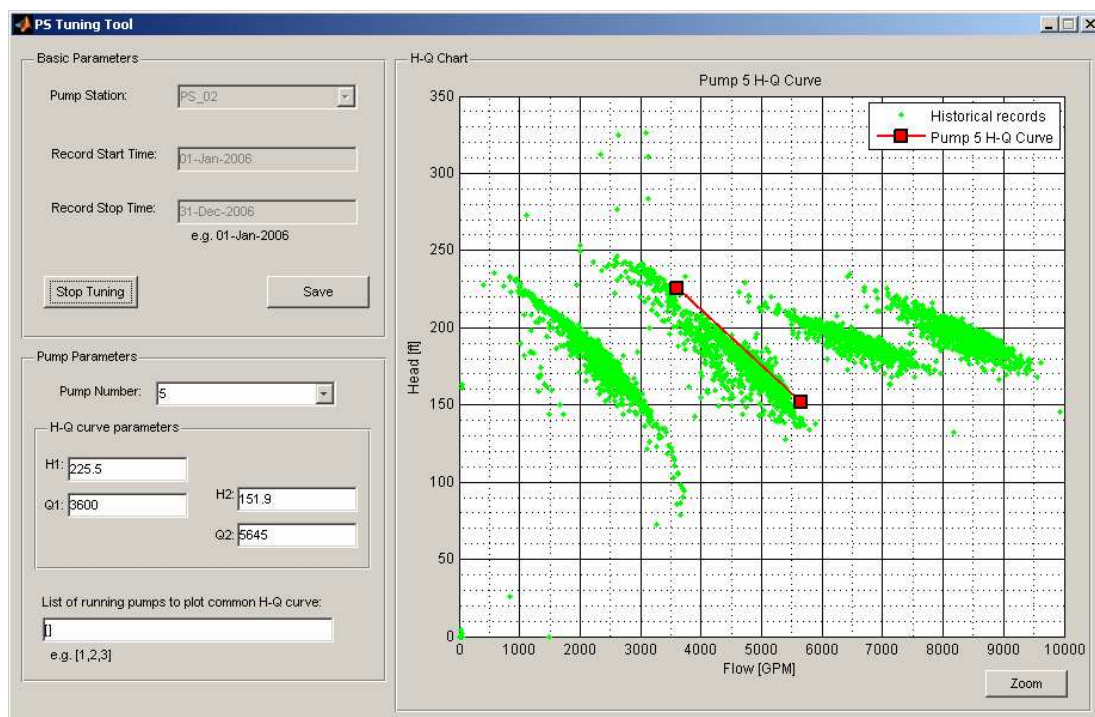 PS Tuning Tool
Basic Parameters
Pump Station:
PS_02
Record Start Time:
01-Jan-2006
Record Stop Time:
31-Dec-2006
e.g. 01-Jan-2006
Stop Tuning
Save
Pump Parameters
Pump Number:
5
H-Q curve parameters
H1:
225.5
Q1:
3600
H2:
151.9
Q2:
5645
List of running pumps to plot common H-Q curve:
[]
e.g. [1,2,3]
H-Q Chart
Pump 5 H-Q Curve
Historical records
Pump 5 H-Q Curve
350
300
250
200
150
100
50
0
Head [ft]
0 1000 2000 3000 4000 5000 6000 7000 8000 9000 10000
Flow [GPM]
Zoom